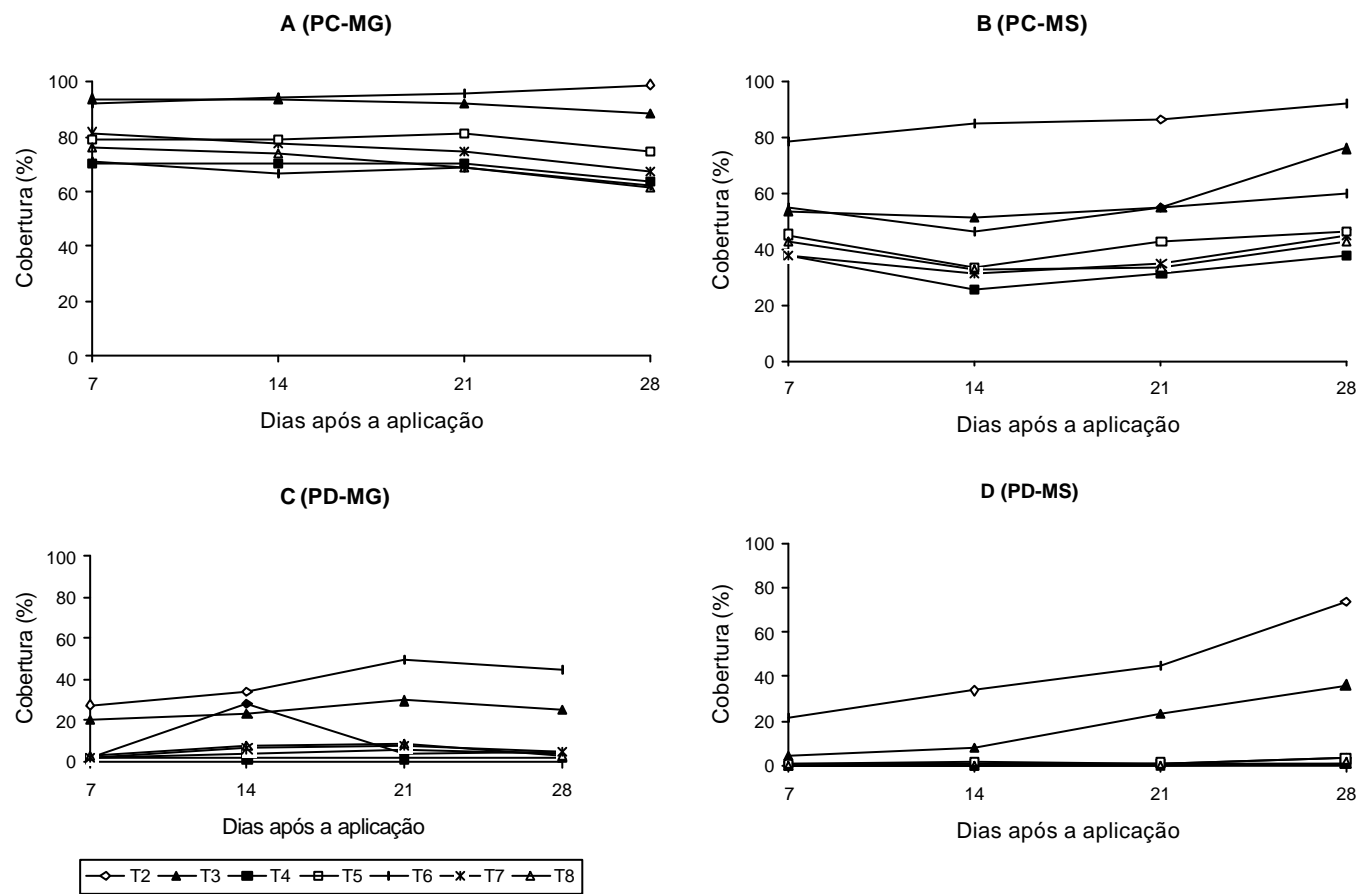 A (PC-MG)
Cobertura (%)
100
80
60
40
20
0
7 14 21 28
Dias após a aplicação
B (PC-MS)
Cobertura (%)
100
80
60
40
20
0
7 14 21 28
Dias após a aplicação
C (PD-MG)
Cobertura (%)
100
80
60
40
20
0
7 14 21 28
Dias após a aplicação
D (PD-MS)
Cobertura (%)
100
80
60
40
20
0
7 14 21 28
Dias após a aplicação
T2 T3 T4 T5 T6 T7 T8